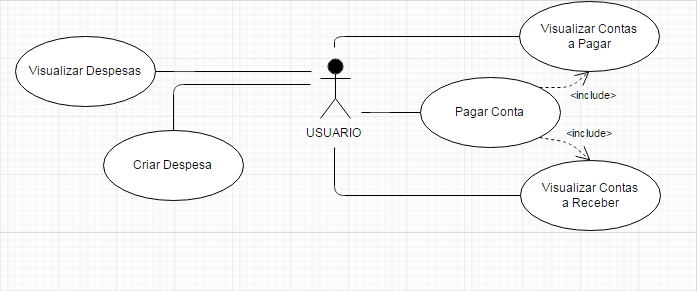 Visualizar Contas
a Pagar
Visualizar Despesas
<include>
Pagar Conta
USUARIO
<include>
Criar Despesa
Visualizar Contas
a Receber